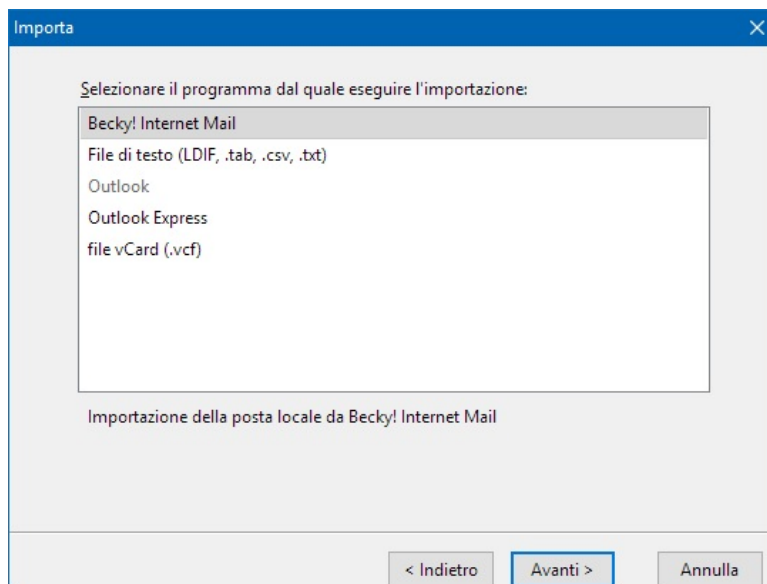 Importa
Selezionare il programma dal quale eseguire l'importazione:
Becky! Internet Mail
File di testo (LDIF, .tab, .csv, .txt)
Outlook
Outlook Express
file vCard (.vcf)
Importazione della posta locale da Becky! Internet Mail
< Indietro Avanti > Annulla